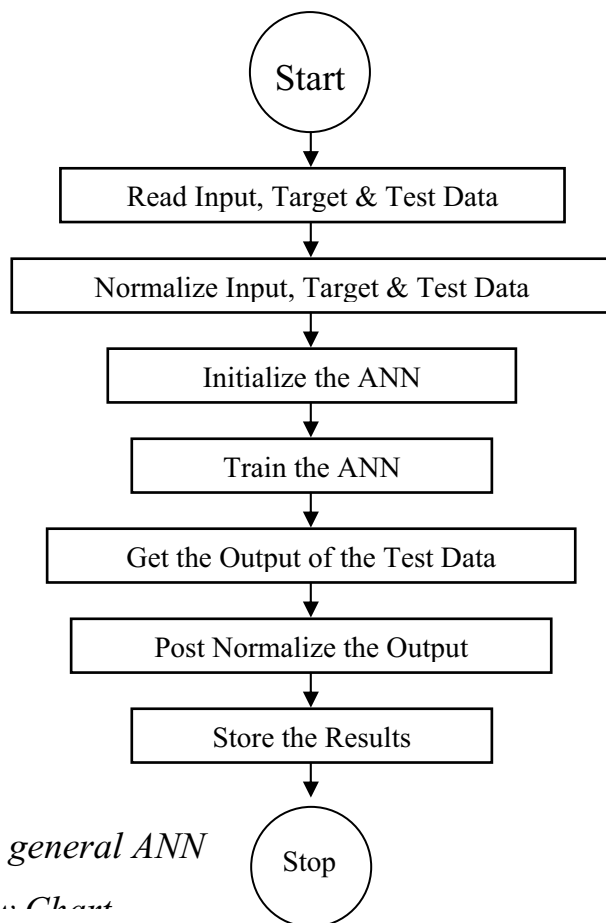 Start
Read Input, Target & Test Data
Normalize Input, Target & Test Data
Initialize the ANN
Train the ANN
Get the Output of the Test Data
Post Normalize the Output
Store the Results
general ANN
Stop
Chart